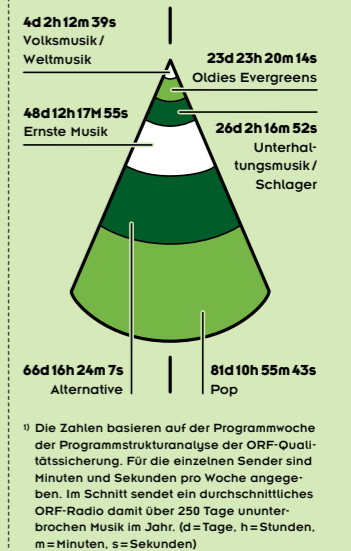 4d 2h 12m 39s
Volksmusik/
Weltmusik
23d 23h 20m 14s
Oldies Evergreens
48d 12h 17M 55s
Ernste Musik
26d 2h 16m 52s
Unterhal-
tungsmusik/
Schlager
66d 16h 24m 7s
Alternative
81d 10h 55m 43s
Pop
1) Die Zahlen basieren auf der Programmwoche
der Programmstrukturanalyse der ORF-Quali-
tätssicherung. Für die einzelnen Sender sind
Minuten und Sekunden pro Woche angege-
ben. Im Schnitt sendet ein durchschnittliches
ORF-Radio damit über 250 Tage ununter-
brochen Musik im Jahr. (d=Tage, h=Stunden,
m=Minuten, s=Sekunden)